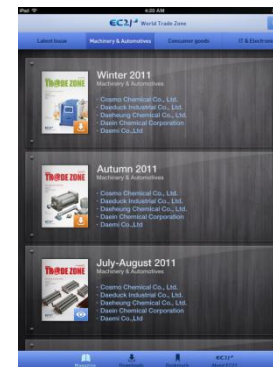 iPad
4:20 AM
EC21 World Trade Zone
Latest Issue
Machinery & Automotives
Consumer goods
IT & Electron
TRADE ZONE
Winter 2011
Machinery & Automotives
- Cosmo Chemical Co., Ltd.
- Daeduck Industrial Co., Ltd.
- Daeheung Chemical Co., Ltd.
- Daxin Chemical Corporation
- Daemi Co.,Ltd
TRADE ZONE
Autumn 2011
Machinery & Automotives
- Cosmo Chemical Co., Ltd.
- Daeduck Industrial Co., Ltd.
- Daeheung Chemical Co., Ltd.
- Daxin Chemical Corporation
- Daemi Co.,Ltd
TRADE ZONE
July-August 2011
Machinery & Automotives
- Cosmo Chemical Co., Ltd.
- Daeduck Industrial Co., Ltd.
- Daeheung Chemical Co., Ltd.
- Daxin Chemical Corporation
- Daemi Co.,Ltd
Magazine
Downloads
Bookmark
About EC21